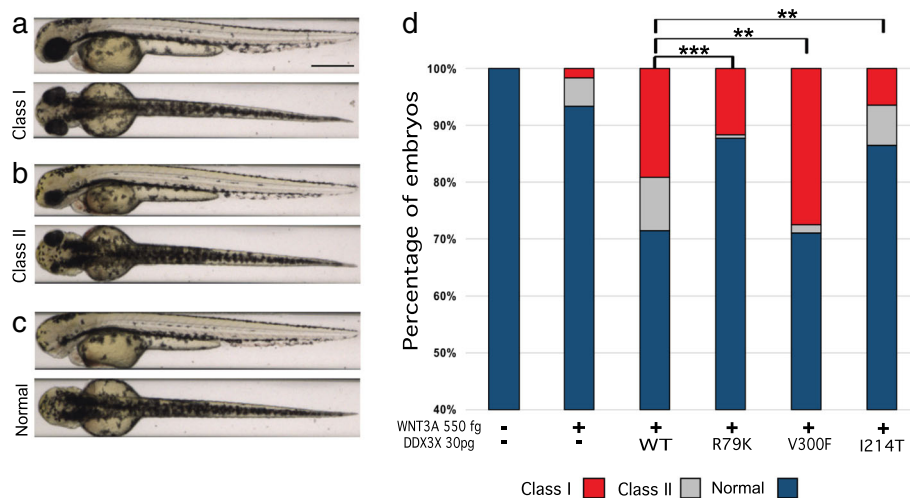 a
Class I
b
Class II
c
Normal
d
**
**
***
Percentage of embryos
100%
90%
80%
70%
60%
50%
40%
WNT3A 550 fg - + + + + +
DDX3X 30pg - - WT R79K V300F I214T
Class I Class II Normal